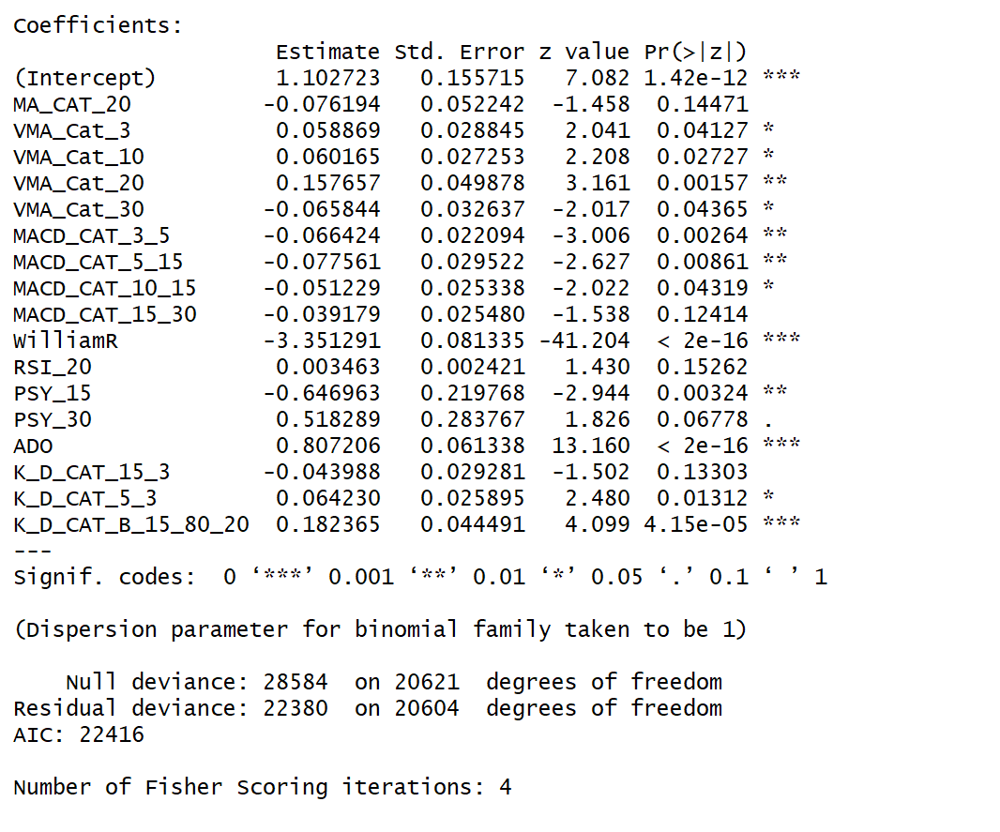 Coefficients:
                    Estimate Std. Error z value Pr(>|z|)
(Intercept)         1.102723   0.155715   7.082 1.42e-12 ***
MA_CAT_20          -0.076194   0.052242  -1.458  0.14471
VMA_Cat_3           0.058869   0.028845   2.041  0.04127 *
VMA_Cat_10          0.060165   0.027253   2.208  0.02727 *
VMA_Cat_20          0.157657   0.049878   3.161  0.00157 **
VMA_Cat_30         -0.065844   0.032637  -2.017  0.04365 *
MACD_CAT_3_5       -0.066424   0.022094  -3.006  0.00264 **
MACD_CAT_5_15      -0.077561   0.029522  -2.627  0.00861 **
MACD_CAT_10_15     -0.051229   0.025338  -2.022  0.04319 *
MACD_CAT_15_30     -0.039179   0.025480  -1.538  0.12414
WilliamR           -3.351291   0.081335 -41.204  < 2e-16 ***
RSI_20              0.003463   0.002421   1.430  0.15262
PSY_15             -0.646963   0.219768  -2.944  0.00324 **
PSY_30              0.518289   0.283767   1.826  0.06778 .
ADO                 0.807206   0.061338  13.160  < 2e-16 ***
K_D_CAT_15_3       -0.043988   0.029281  -1.502  0.13303
K_D_CAT_5_3         0.064230   0.025895   2.480  0.01312 *
K_D_CAT_B_15_80_20  0.182365   0.044491   4.099 4.15e-05 ***
---
Signif. codes:  0 ‘***’ 0.001 ‘**’ 0.01 ‘*’ 0.05 ‘.’ 0.1 ‘ ’ 1
(Dispersion parameter for binomial family taken to be 1)
    Null deviance: 28584  on 20621  degrees of freedom
Residual deviance: 22380  on 20604  degrees of freedom
AIC: 22416
Number of Fisher Scoring iterations: 4